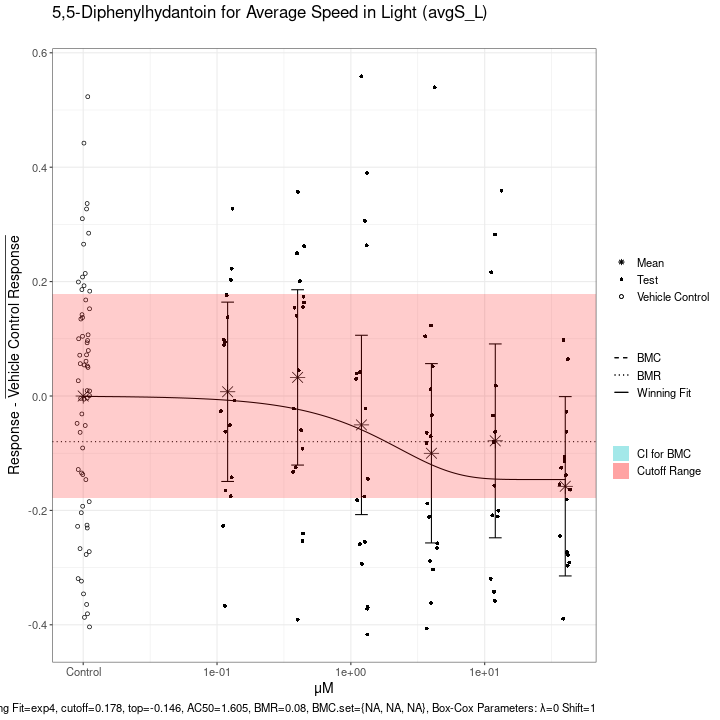 5,5-Diphenylhydantoin for Average Speed in Light (avgS_L)
Response - Vehicle Control Response
0.6
0.4
0.2
0.0
-0.2
-0.4
Control
1e-01
1e+00
1e+01
μM
Mean
Test
Vehicle Control
BMC
BMR
Winning Fit
CI for BMC
Cutoff Range
ng Fit=exp4, cutoff=0.178, top=-0.146, AC50=1.605, BMR=0.08, BMC.set={NA, NA, NA}, Box-Cox Parameters: λ=0 Shift=1